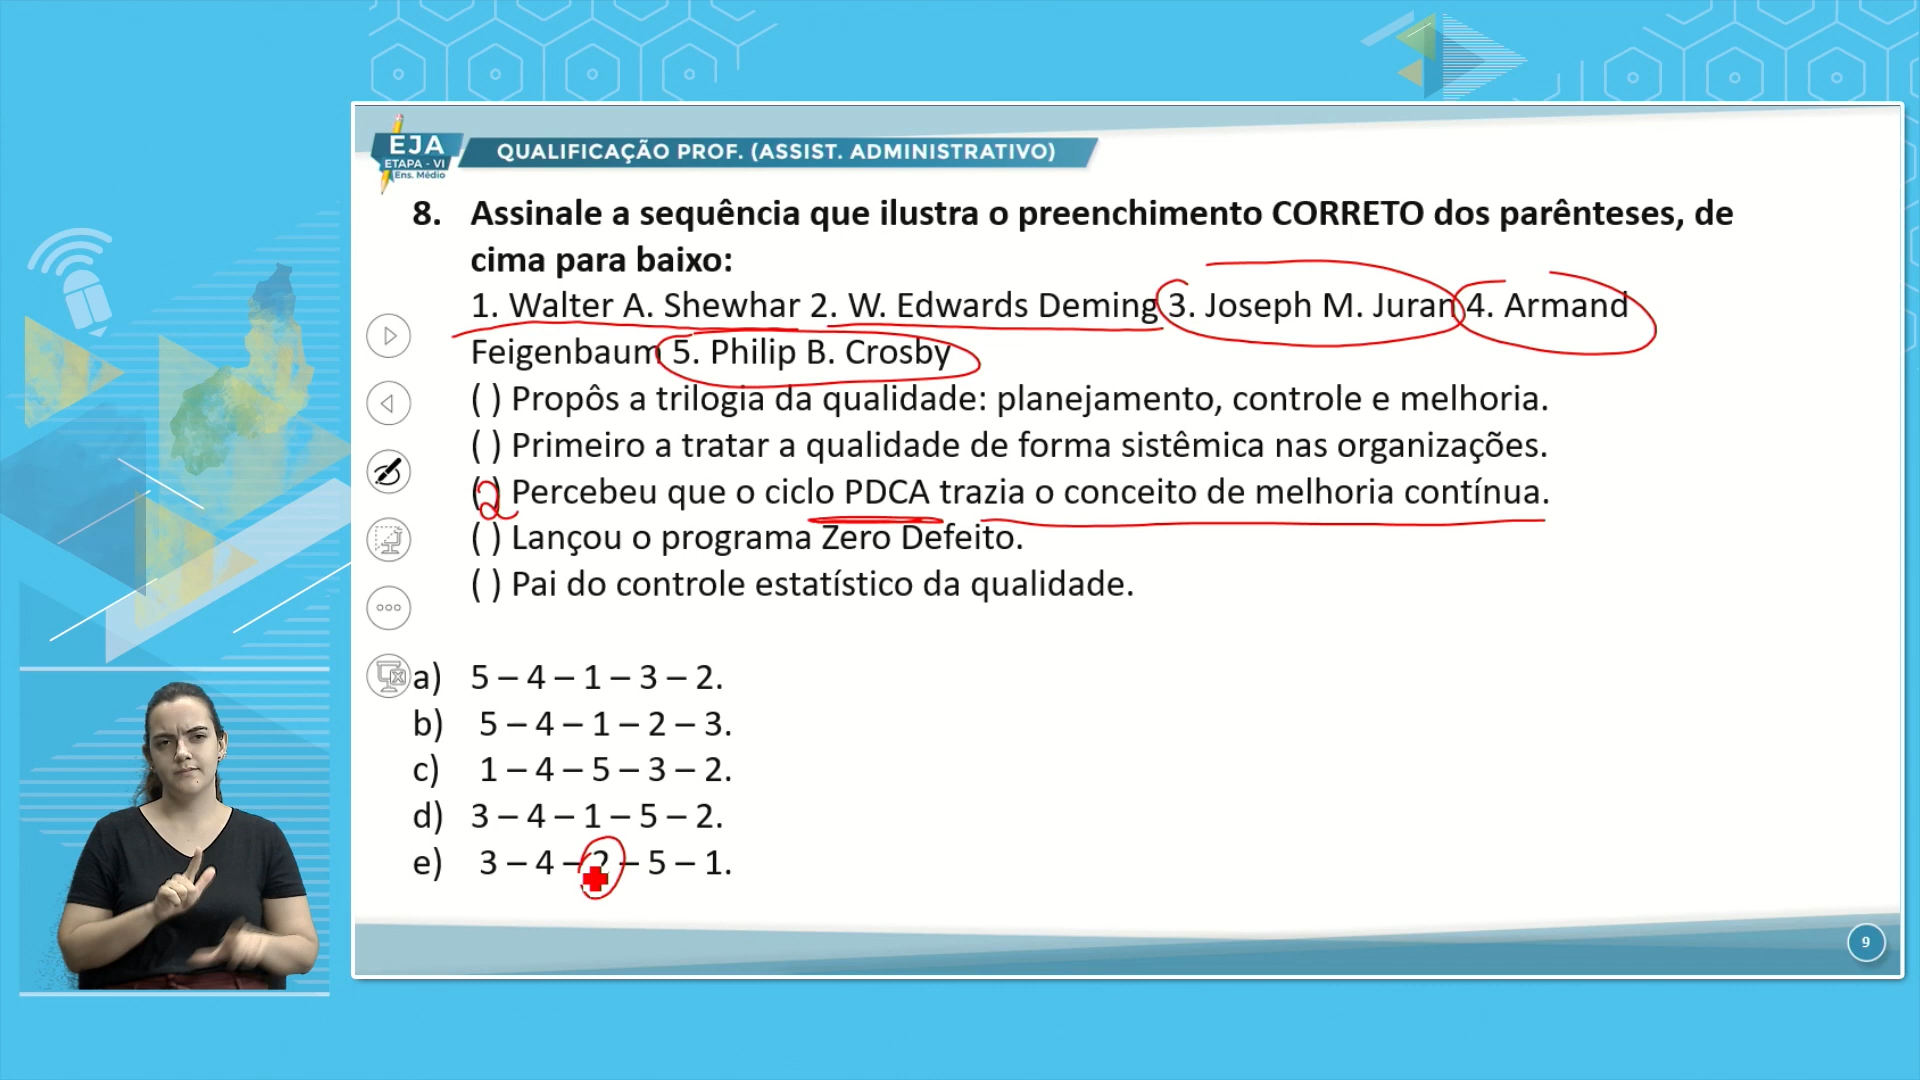 EJA
ETAPA - VI
Ens. Médio
QUALIFICAÇÃO PROF. (ASSIST. ADMINISTRATIVO)
8. Assinale a sequência que ilustra o preenchimento CORRETO dos parênteses, de
cima para baixo:
1. Walter A. Shewhar 2. W. Edwards Deming 3. Joseph M. Juran 4. Armand
Feigenbaum 5. Philip B. Crosby
( ) Propôs a trilogia da qualidade: planejamento, controle e melhoria.
( ) Primeiro a tratar a qualidade de forma sistêmica nas organizações.
(2) Percebeu que o ciclo PDCA trazia o conceito de melhoria contínua.
( ) Lançou o programa Zero Defeito.
( ) Pai do controle estatístico da qualidade.
a) 5 – 4 – 1 – 3 – 2.
b) 5 – 4 – 1 – 2 – 3.
c) 1 – 4 – 5 – 3 – 2.
d) 3 – 4 – 1 – 5 – 2.
e) 3 – 4 – 2 – 5 – 1.
9